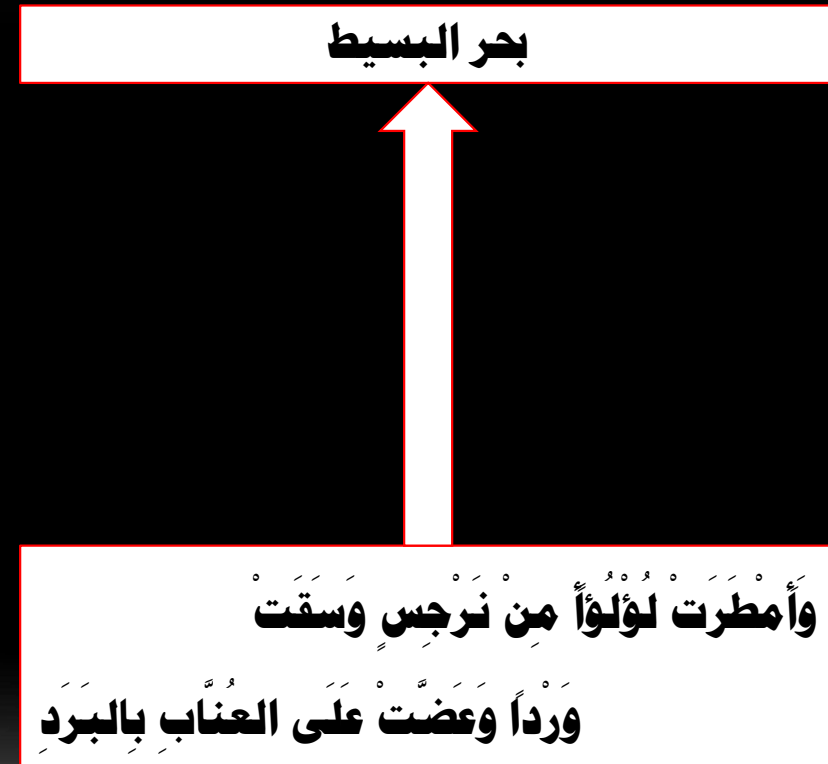 بحر البسيط
وَأَمْطَرَتْ لُؤْلُؤاً مِنْ نَرْجِسٍ وَسَقَتْ
وَرْداً وَعَضَّتْ عَلَى العُنَّابِ بِالبَرَدِ